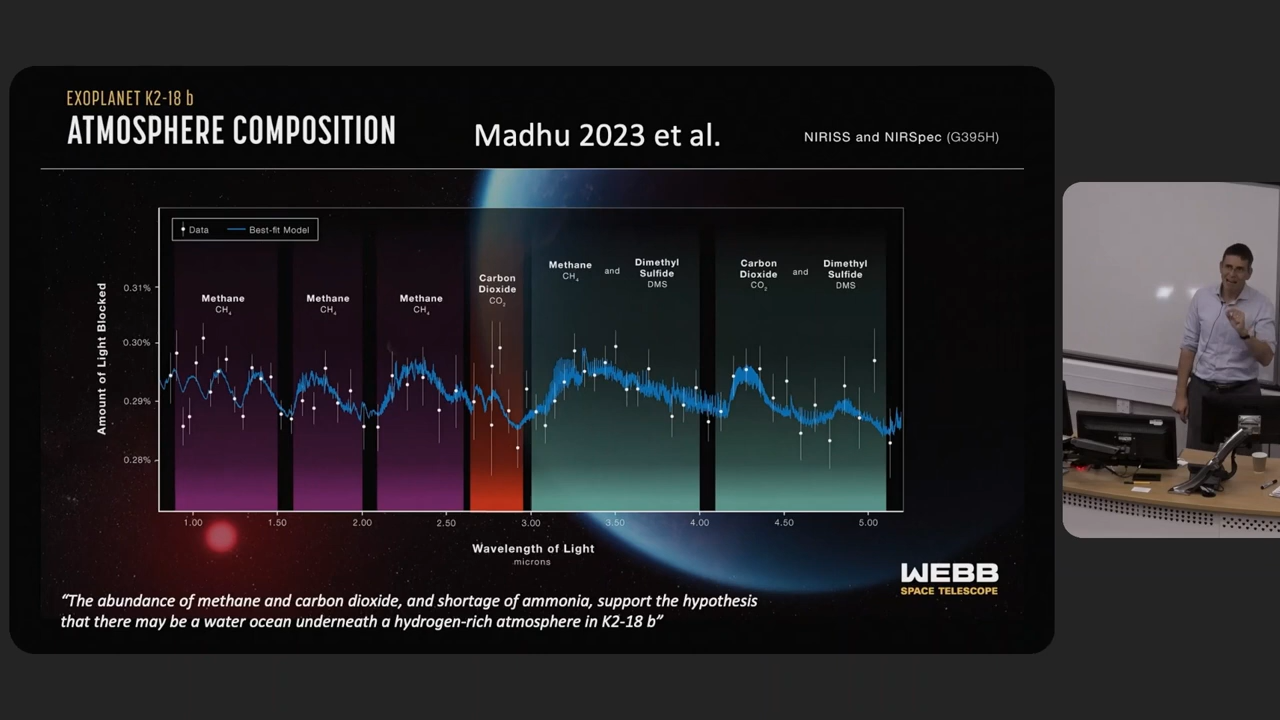 EXOPLANET K2-18 b
ATMOSPHERE COMPOSITION
Madhu 2023 et al.
NIRISS and NIRSpec (G395H)
Data
Best-fit Model
Amount of Light Blocked
0.31%
0.30%
0.29%
0.28%
Methane
CH₄
Methane
CH₄
Methane
CH₄
Carbon
Dioxide
CO₂
Methane
CH₄
and
Dimethyl
Sulfide
DMS
Carbon
Dioxide
CO₂
and
Dimethyl
Sulfide
DMS
1.00 1.50 2.00 2.50 3.00 3.50 4.00 4.50 5.00
Wavelength of Light
microns
WEBB
SPACE TELESCOPE
“The abundance of methane and carbon dioxide, and shortage of ammonia, support the hypothesis
that there may be a water ocean underneath a hydrogen-rich atmosphere in K2-18 b”